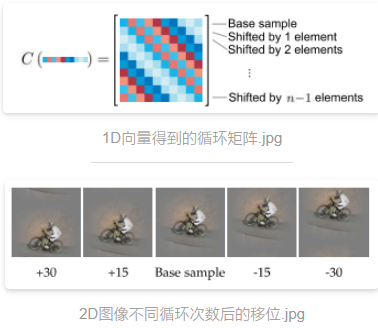 C ( ) =
Base sample
Shifted by 1 element
Shifted by 2 elements
⋮
Shifted by n−1 elements
1D向量得到的循环矩阵.jpg
+30 +15 Base sample -15 -30
2D图像不同循环次数后的移位.jpg